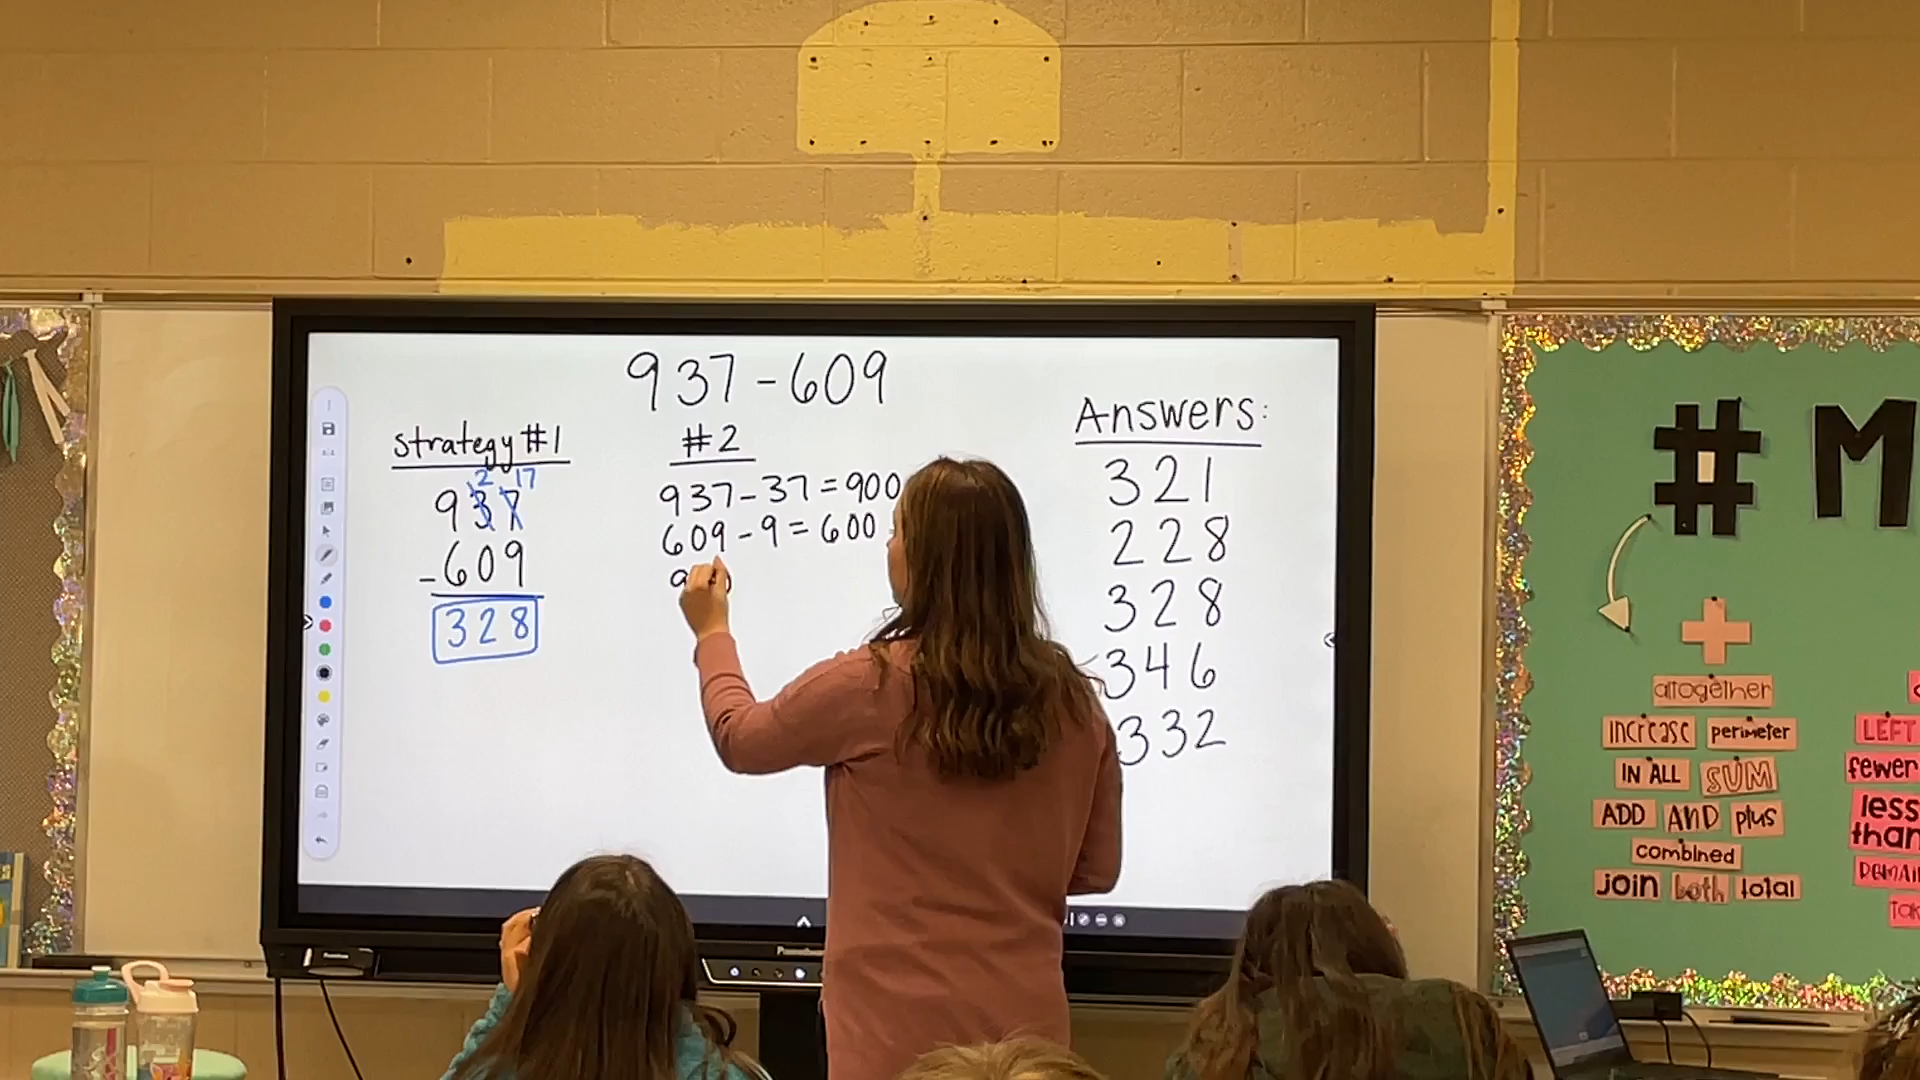 937-609
Strategy #1
2 17
937
-609
328
#2
937-37=900
609-9=600
Answers:
321
228
328
346
332
# M
+
altogether
increase perimeter
IN ALL SUM
ADD AND plus
combined
join both total
LEFT
fewer
less
than